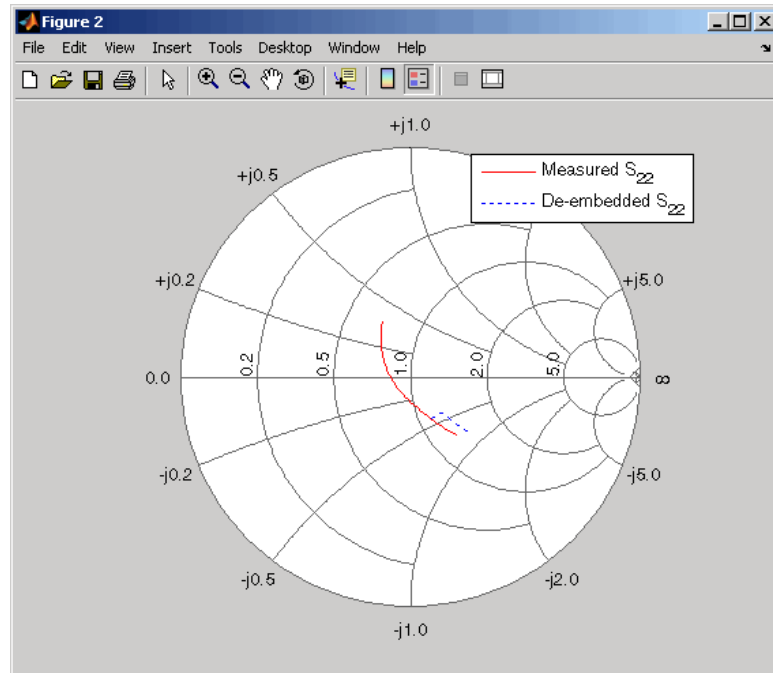 Figure 2
File Edit View Insert Tools Desktop Window Help
+j1.0
Measured S22
De-embedded S22
+j0.5
+j0.2
+j5.0
0.0
0.2
0.5
1.0
2.0
5.0
∞
-j0.2
-j5.0
-j0.5
-j2.0
-j1.0